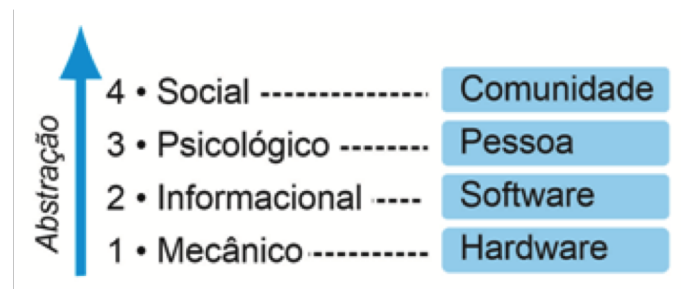 4 • Social Comunidade
3 • Psicológico Pessoa
2 • Informacional Software
1 • Mecânico Hardware
Abstração